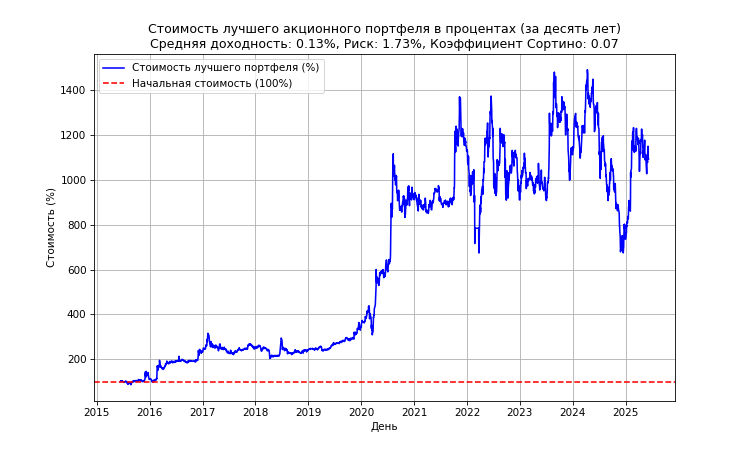 Стоимость лучшего акционного портфеля в процентах (за десять лет)
Средняя доходность: 0.13%, Риск: 1.73%, Коэффициент Сортино: 0.07
Стоимость лучшего портфеля (%)
Начальная стоимость (100%)
Стоимость (%)
1400
1200
1000
800
600
400
200
2015 2016 2017 2018 2019 2020 2021 2022 2023 2024 2025
День